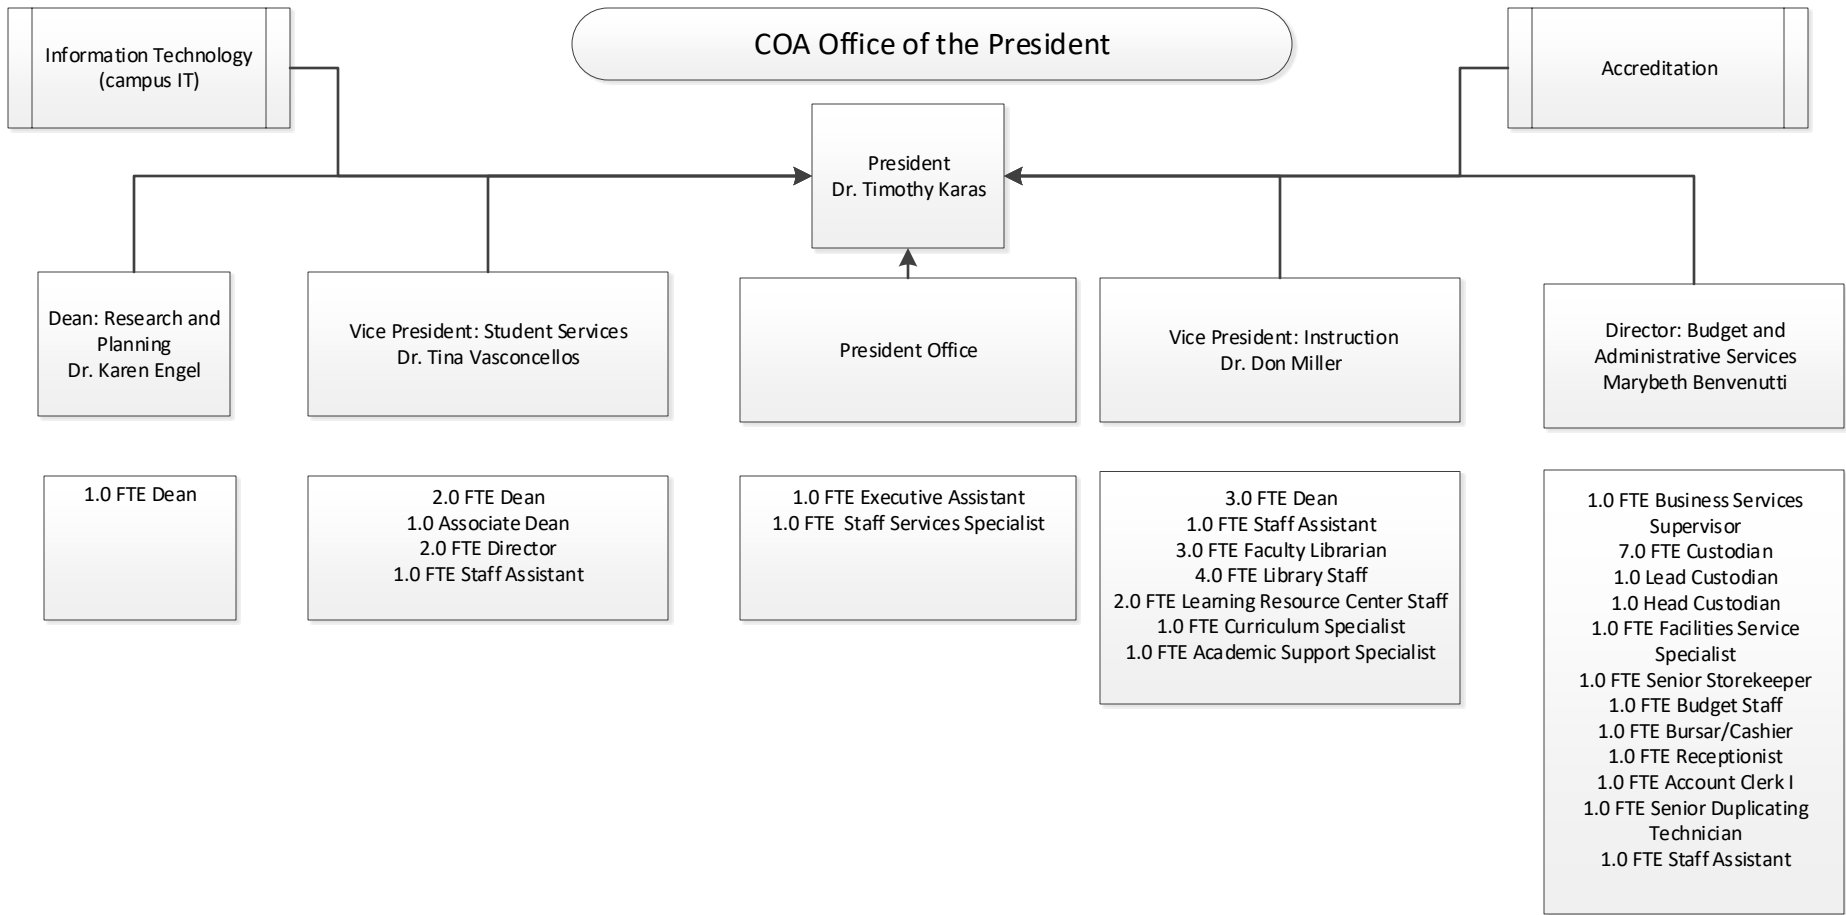 Information Technology
(campus IT)
COA Office of the President
Accreditation
President
Dr. Timothy Karas
Dean: Research and
Planning
Dr. Karen Engel
Vice President: Student Services
Dr. Tina Vasconcellos
President Office
Vice President: Instruction
Dr. Don Miller
Director: Budget and
Administrative Services
Marybeth Benvenutti
1.0 FTE Dean
2.0 FTE Dean
1.0 Associate Dean
2.0 FTE Director
1.0 FTE Staff Assistant
1.0 FTE Executive Assistant
1.0 FTE  Staff Services Specialist
3.0 FTE Dean
1.0 FTE Staff Assistant
3.0 FTE Faculty Librarian
4.0 FTE Library Staff
2.0 FTE Learning Resource Center Staff
1.0 FTE Curriculum Specialist
1.0 FTE Academic Support Specialist
1.0 FTE Business Services
Supervisor
7.0 FTE Custodian
1.0 Lead Custodian
1.0 Head Custodian
1.0 FTE Facilities Service
Specialist
1.0 FTE Senior Storekeeper
1.0 FTE Budget Staff
1.0 FTE Bursar/Cashier
1.0 FTE Receptionist
1.0 FTE Account Clerk I
1.0 FTE Senior Duplicating
Technician
1.0 FTE Staff Assistant